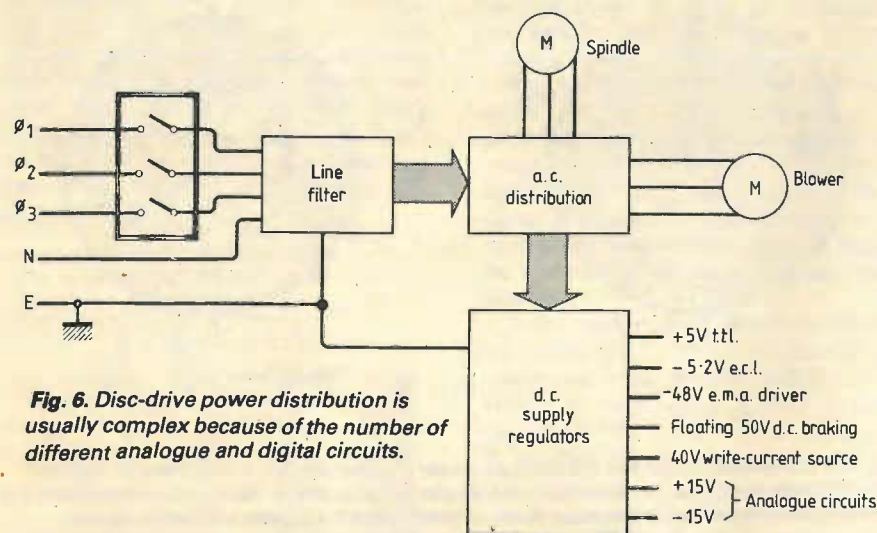 M
Spindle
ø1
ø2
ø3
N
E
Line
filter
a.c.
distribution
M
Blower
d.c.
supply
regulators
+5V t.t.l.
-5·2V e.c.l.
-48V e.m.a. driver
Floating 50V d.c. braking
40V write-current source
+15V
-15V
Analogue circuits
Fig. 6. Disc-drive power distribution is
usually complex because of the number of
different analogue and digital circuits.